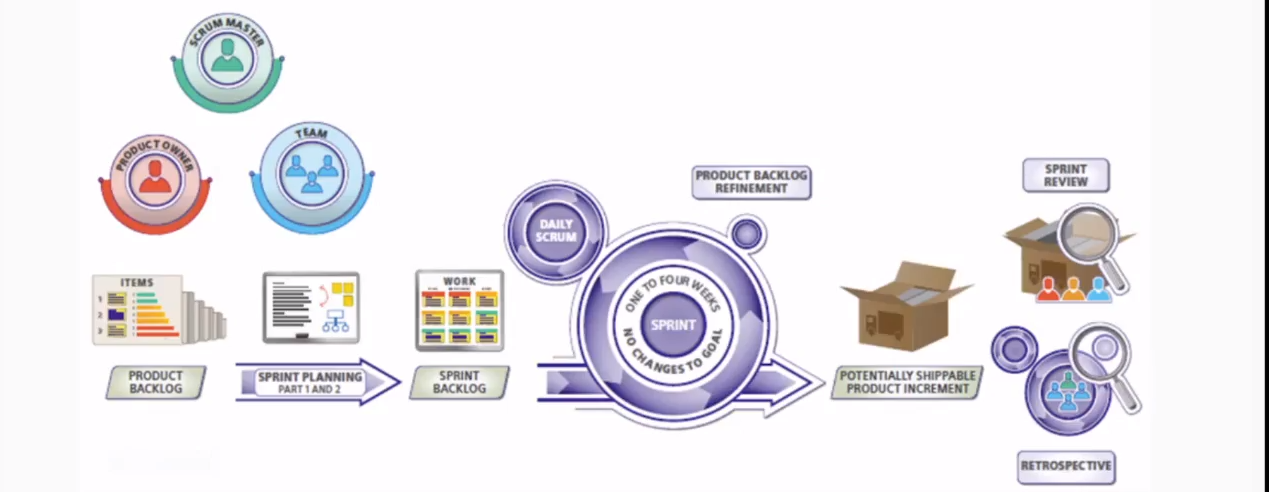 SCRUM MASTER
PRODUCT OWNER
TEAM
ITEMS
1
2
3
PRODUCT
BACKLOG
SPRINT PLANNING
PART 1 AND 2
WORK
SPRINT
BACKLOG
DAILY
SCRUM
ONE TO FOUR WEEKS
SPRINT
NO CHANGES TO GOAL
PRODUCT BACKLOG
REFINEMENT
POTENTIALLY SHIPPABLE
PRODUCT INCREMENT
SPRINT
REVIEW
RETROSPECTIVE